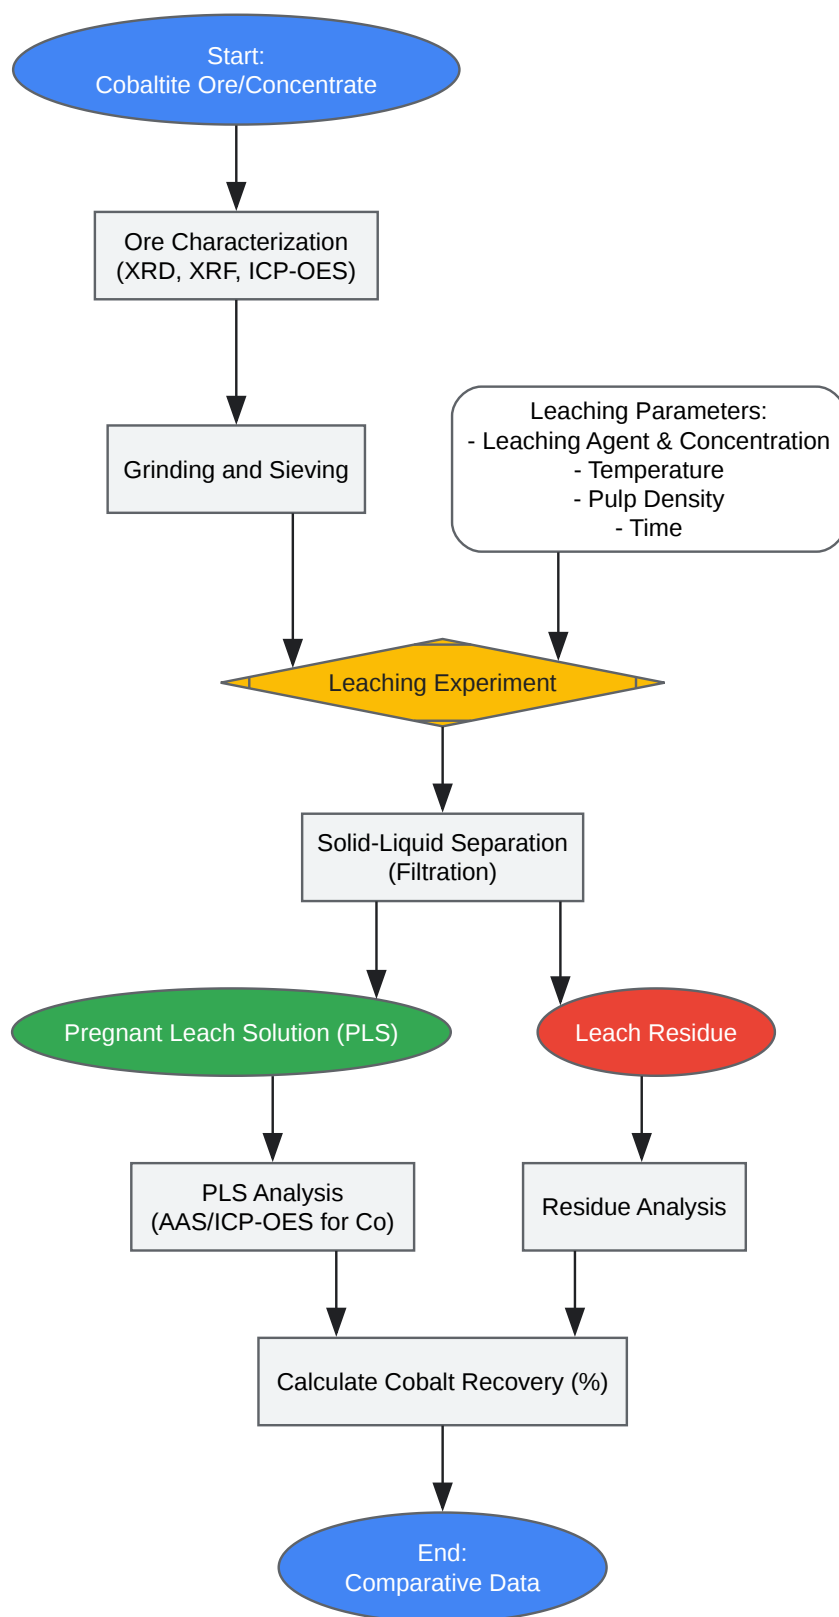 Start:
Cobaltite Ore/Concentrate
Ore Characterization
(XRD, XRF, ICP-OES)
Grinding and Sieving
Leaching Parameters:
- Leaching Agent & Concentration
- Temperature
- Pulp Density
- Time
Leaching Experiment
Solid-Liquid Separation
(Filtration)
Pregnant Leach Solution (PLS)
Leach Residue
PLS Analysis
(AAS/ICP-OES for Co)
Residue Analysis
Calculate Cobalt Recovery (%)
End:
Comparative Data